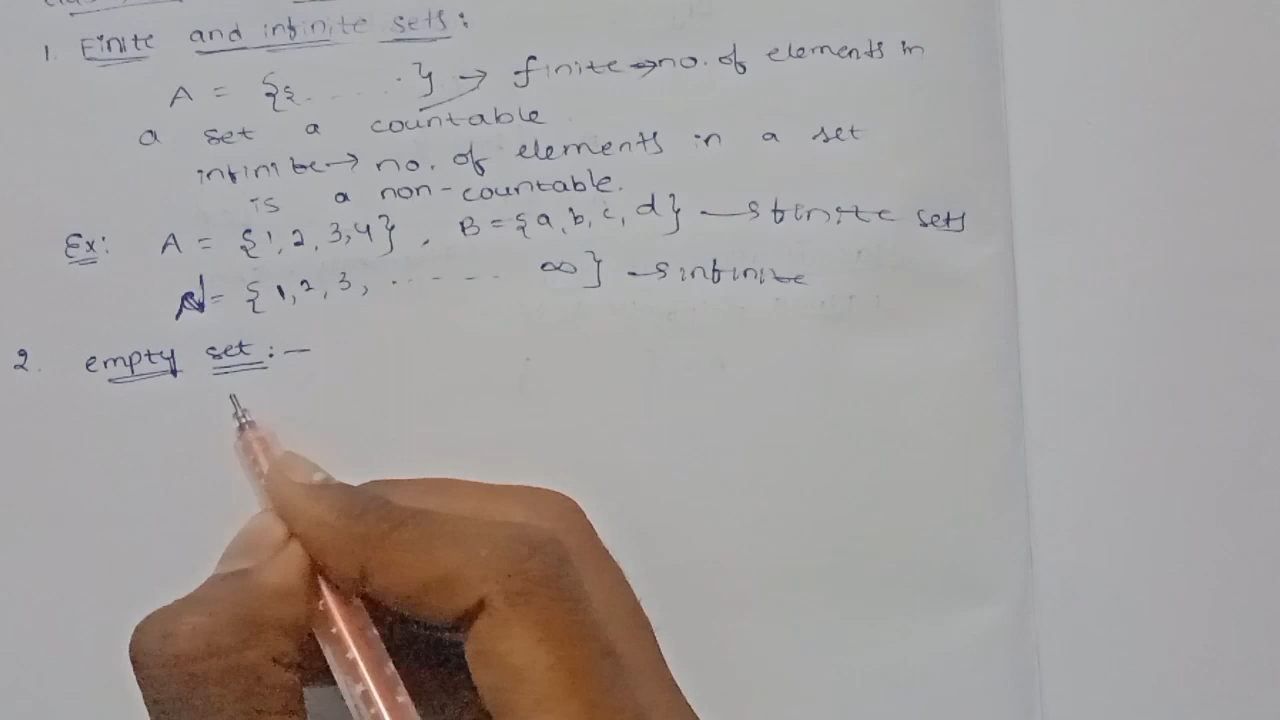 1. Finite and infinite sets:
A = { ...... } → finite → no. of elements in
a set a countable
infinite → no. of elements in a set
is a non-countable.
Ex: A = {1, 2, 3, 4}, B = {a, b, c, d} → finite sets
N = {1, 2, 3, ....... ∞} → infinite
2. empty set :-